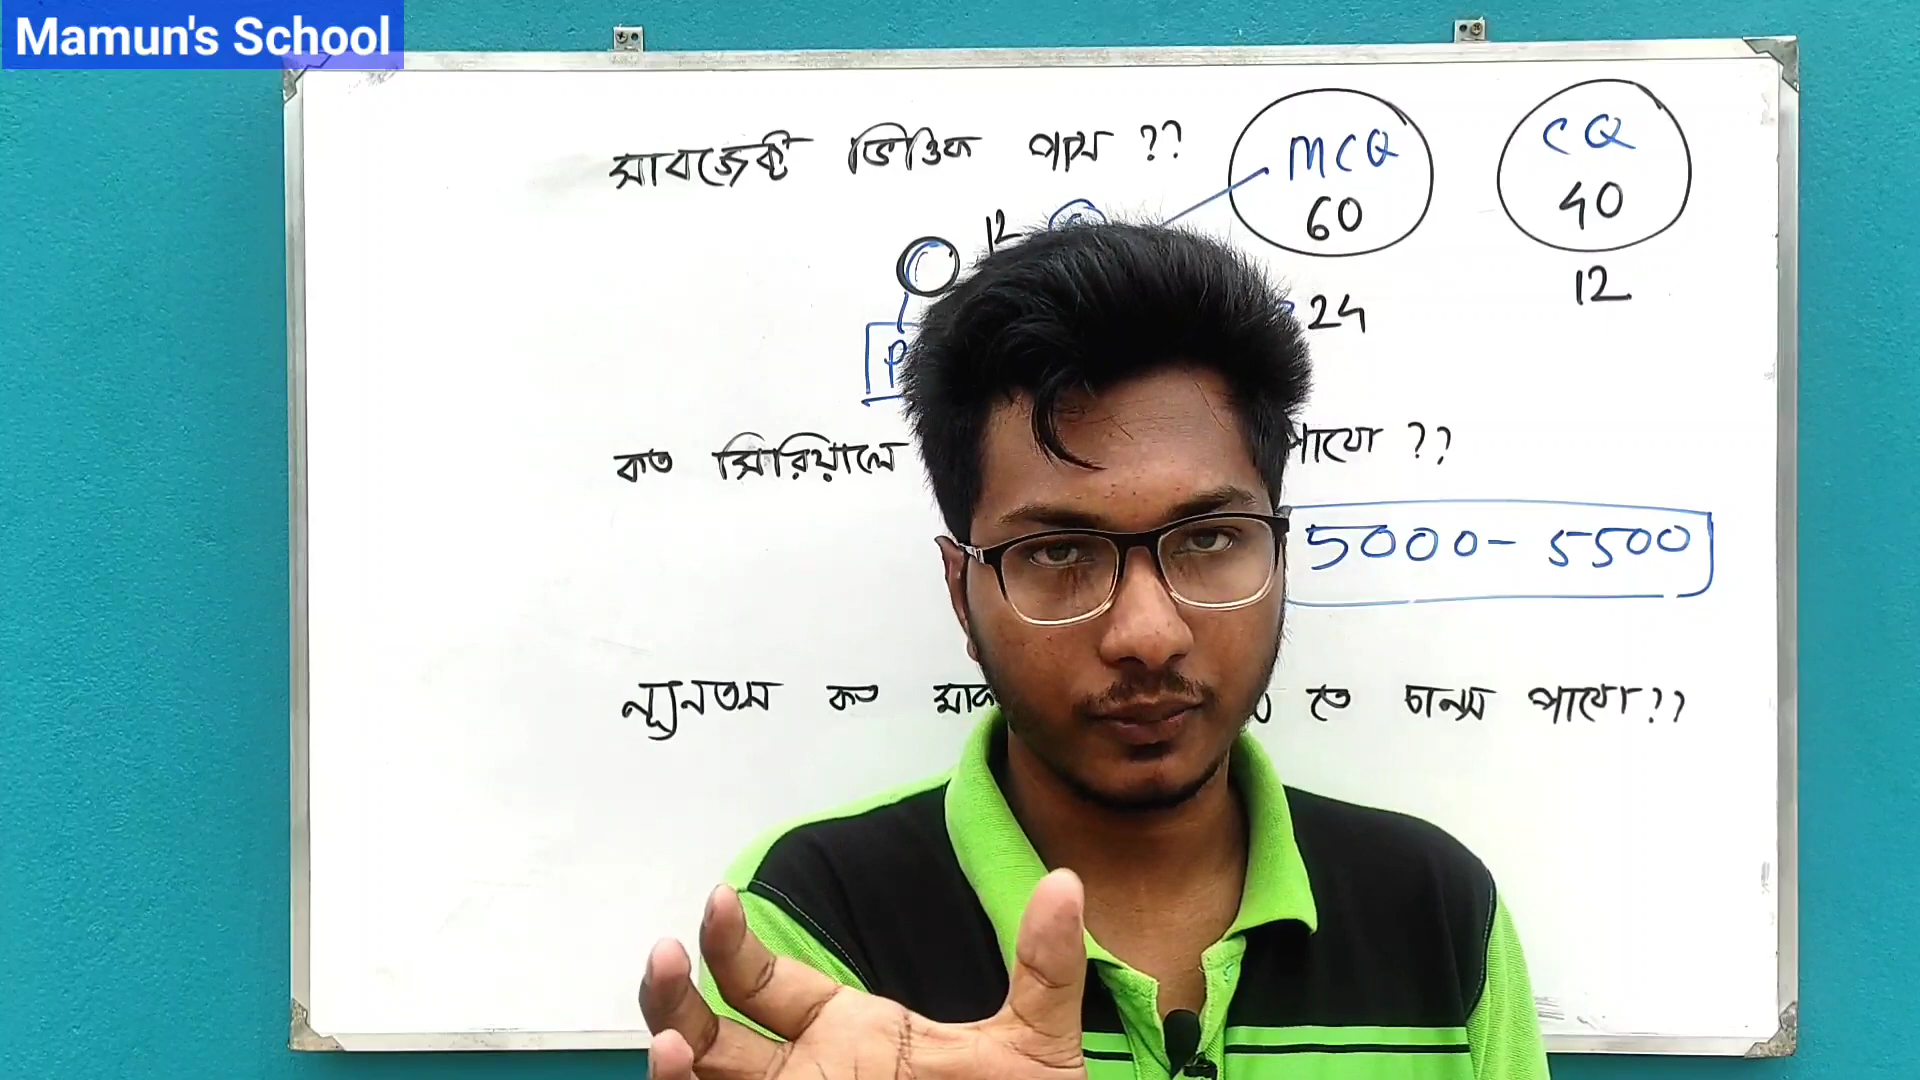 Mamun's School
সাবজেক্ট ভিত্তিক পাস ??
MCQ
60
CQ
40
12
24
12
P
কত সিরিয়ালে পাবো ??
5000 - 5500
ন্যূনতম কত তে চান্স পাবো ??